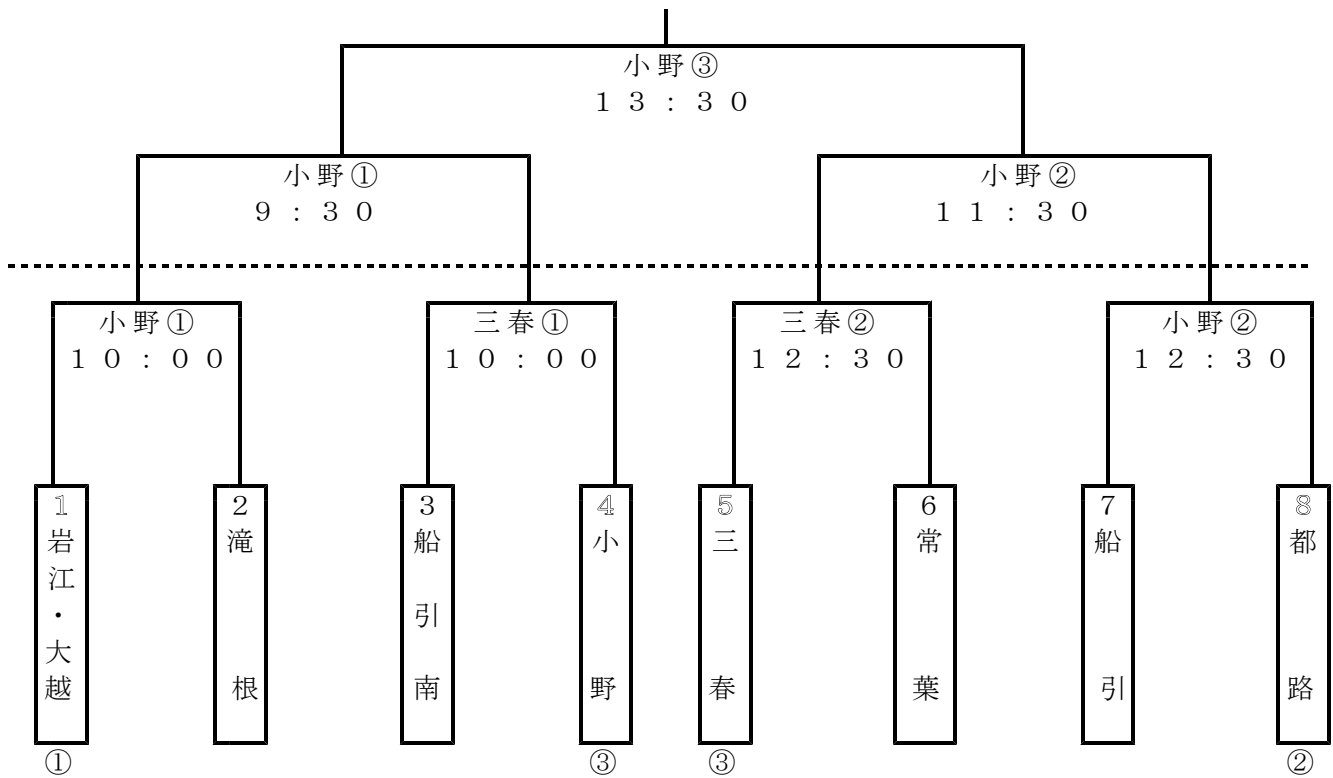 小野③
１３：３０
小野①
９：３０
小野②
１１：３０
小野①
１０：００
三春①
１０：００
三春②
１２：３０
小野②
１２：３０
1岩江・大越
2滝根
3船引南
4小野
5三春
6常葉
7船引
8都路
①
③
③
②